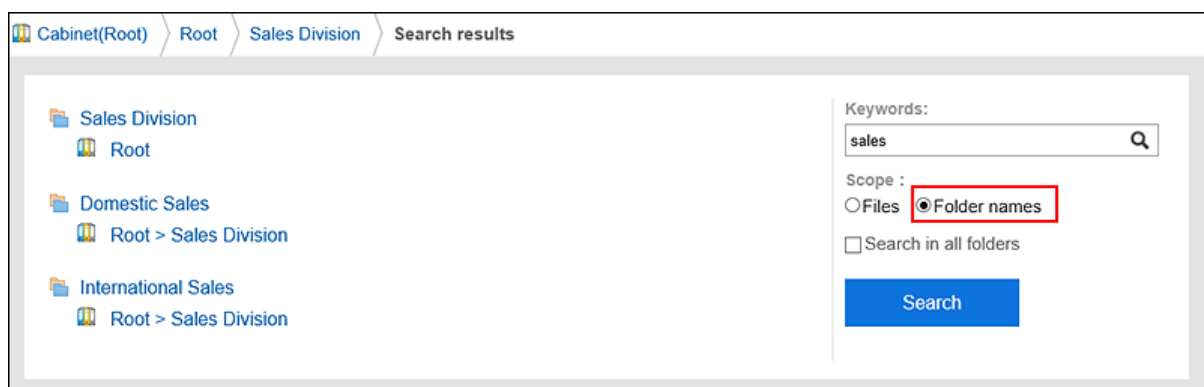 Cabinet(Root) Root Sales Division Search results
Sales Division
Root
Domestic Sales
Root > Sales Division
International Sales
Root > Sales Division
Keywords:
sales
Scope :
Files Folder names
Search in all folders
Search